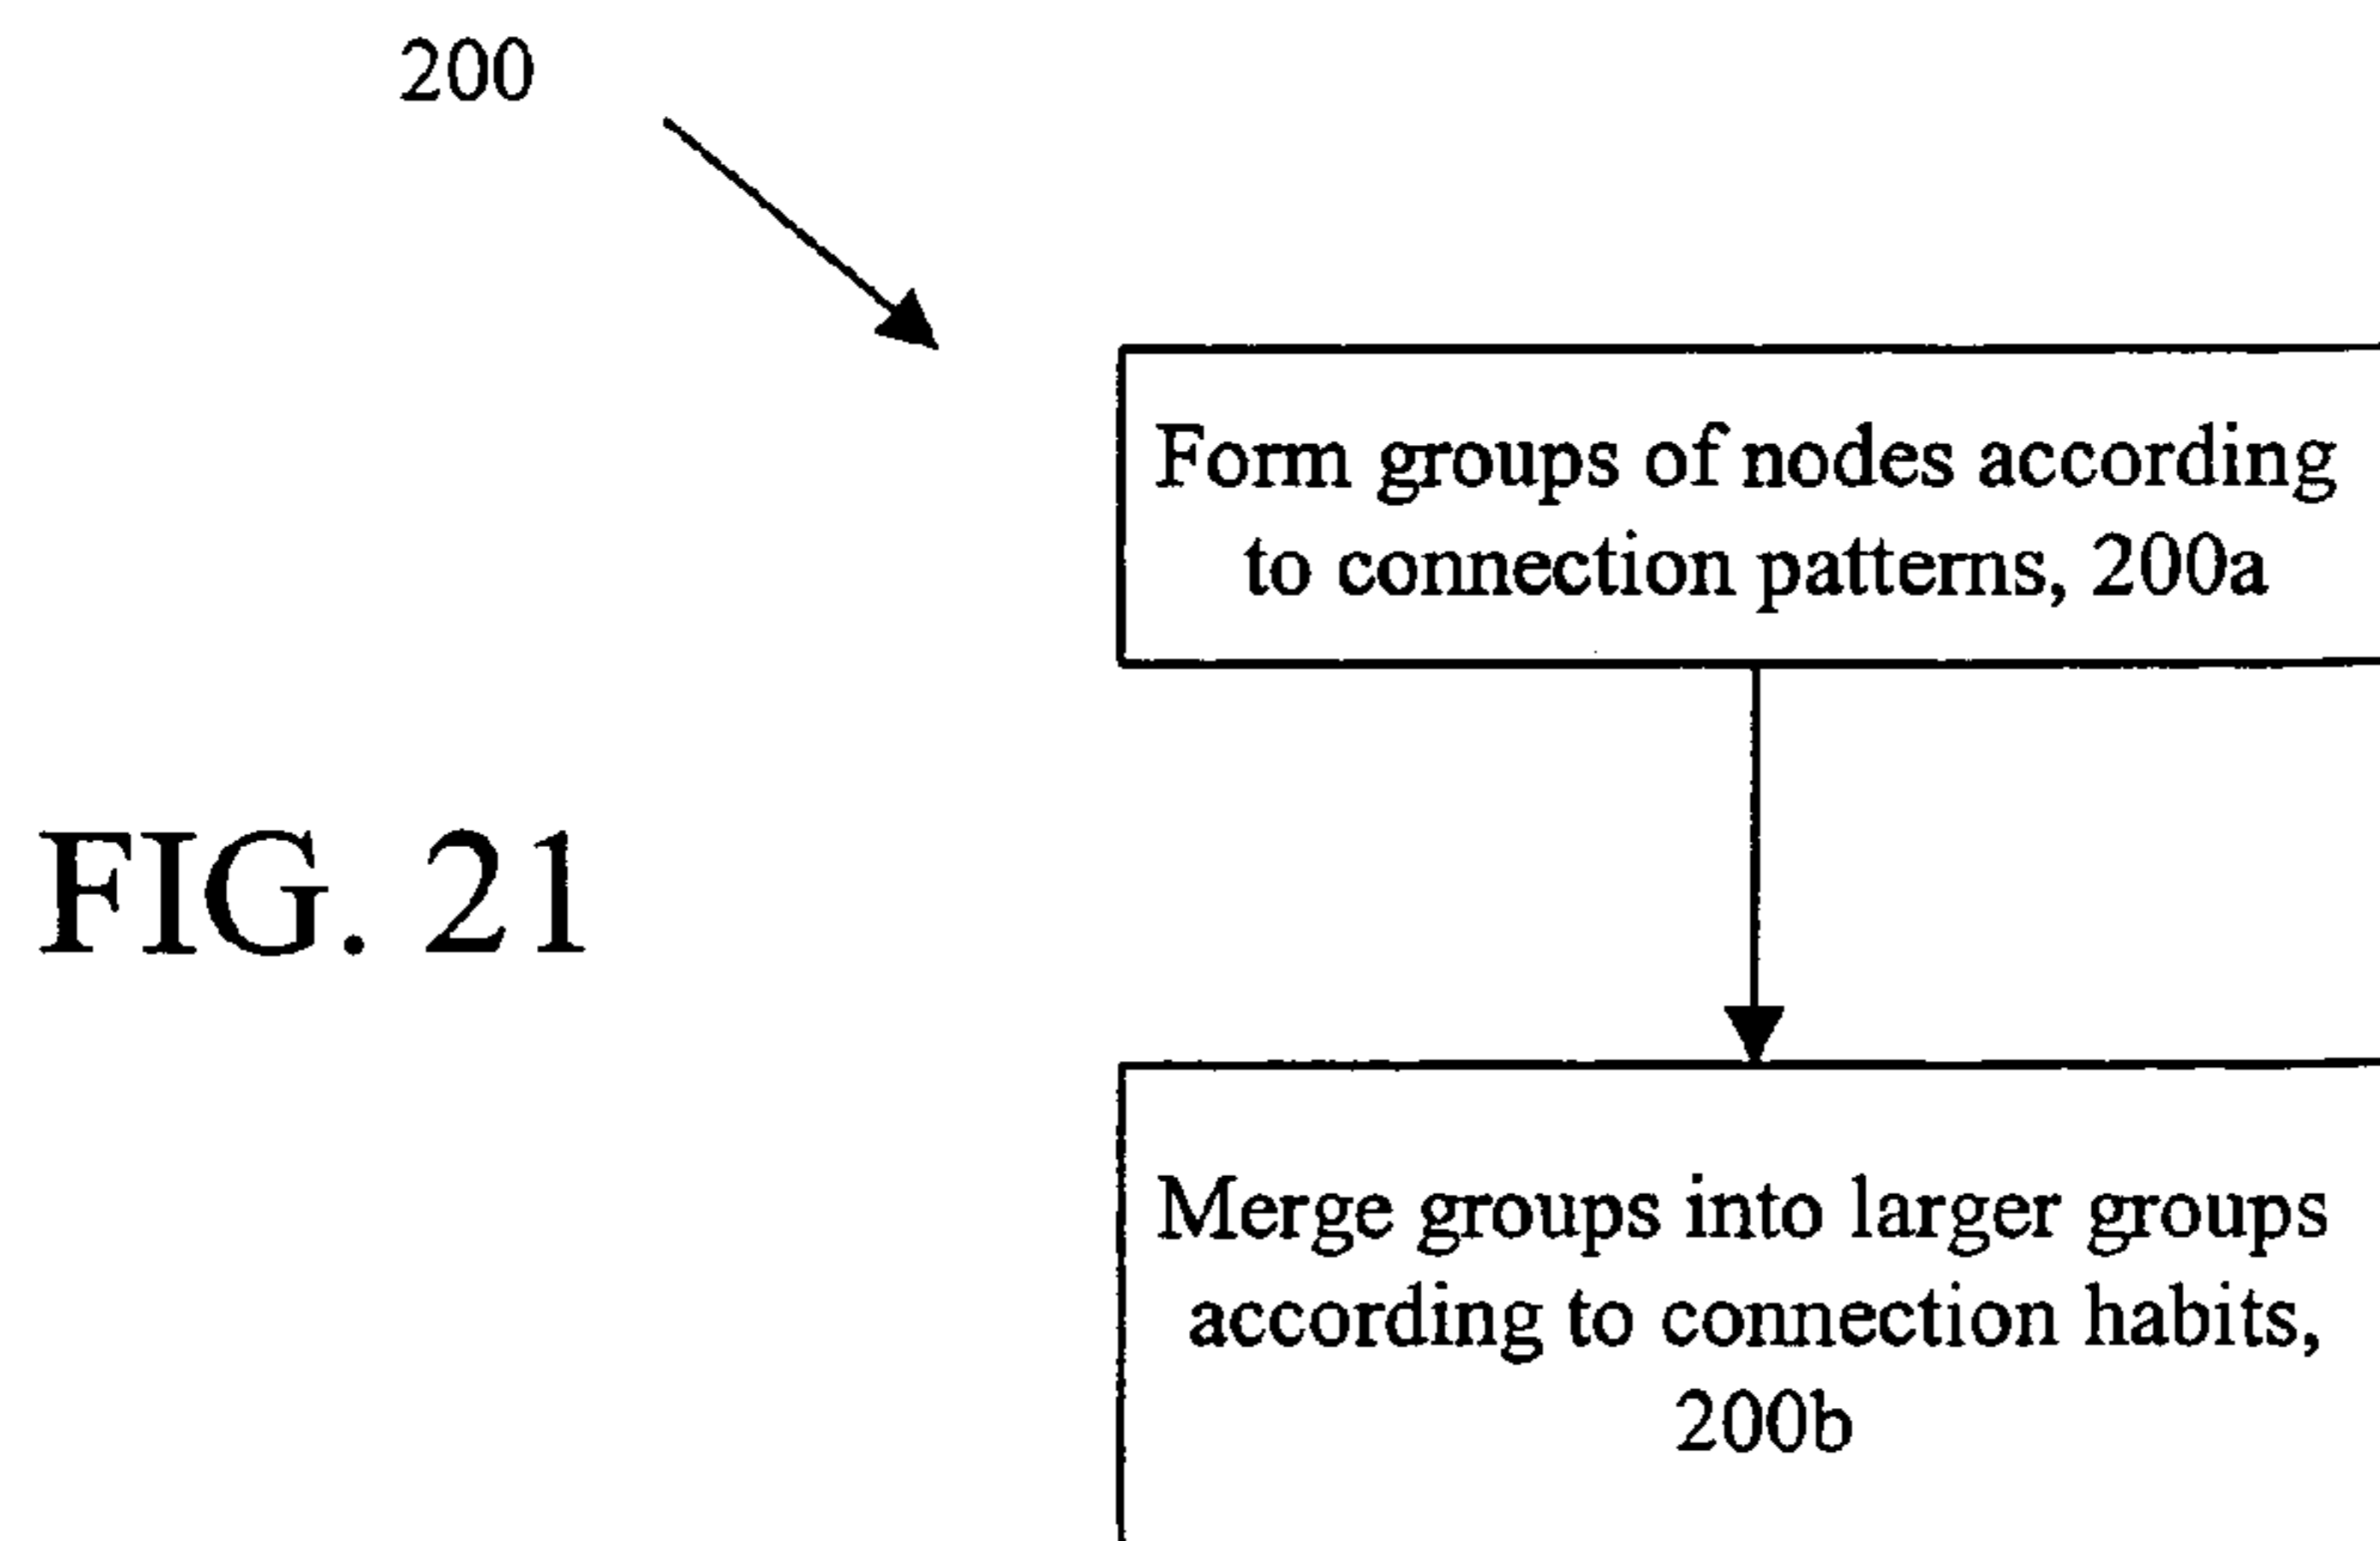 200
Form groups of nodes according
to connection patterns, 200a
FIG. 21
Merge groups into larger groups
according to connection habits,
200b